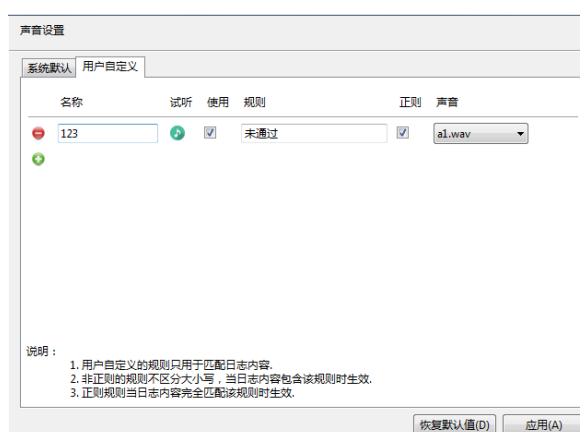 声音设置
系统默认 用户自定义
名称 试听 使用 规则 正则 声音
123 未通过 a1.wav
说明：
1. 用户自定义的规则只用于匹配日志内容.
2. 非正则的规则不区分大小写，当日志内容包含该规则时生效.
3. 正则规则当日志内容完全匹配该规则时生效.
恢复默认值(D) 应用(A)